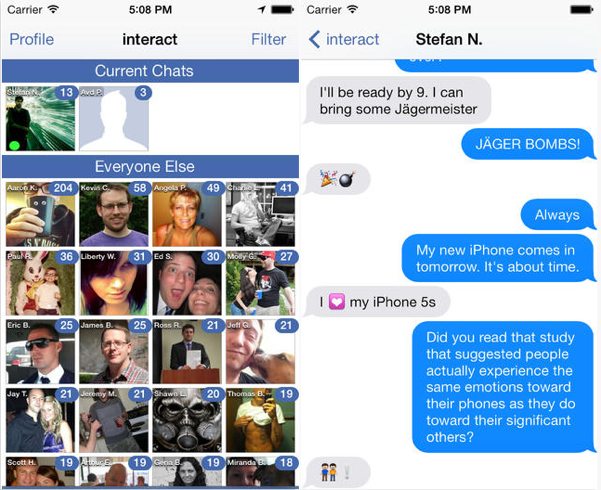 Carrier 5:08 PM
Profile interact Filter
Current Chats
Stefan N. 13
Avd P. 3
Everyone Else
Aaron K. 204
Kevin C. 58
Angela P. 49
Charlie L. 41
Paul R. 36
Liberty W. 31
Ed S. 30
Molly G. 27
Eric B. 25
James B. 25
Ross R. 21
Jeff G. 21
Jay T. 21
Jeremy M. 21
Shawn L. 20
Thomas B. 19
Scott H. 19
Arthur E. 19
Gena B. 19
Miranda B. 18
Carrier 5:08 PM
interact Stefan N.
I'll be ready by 9. I can
bring some Jägermeister
JÄGER BOMBS!
🎉💣
Always
My new iPhone comes in
tomorrow. It's about time.
I 💟 my iPhone 5s
Did you read that study
that suggested people
actually experience the
same emotions toward
their phones as they do
toward their significant
others?